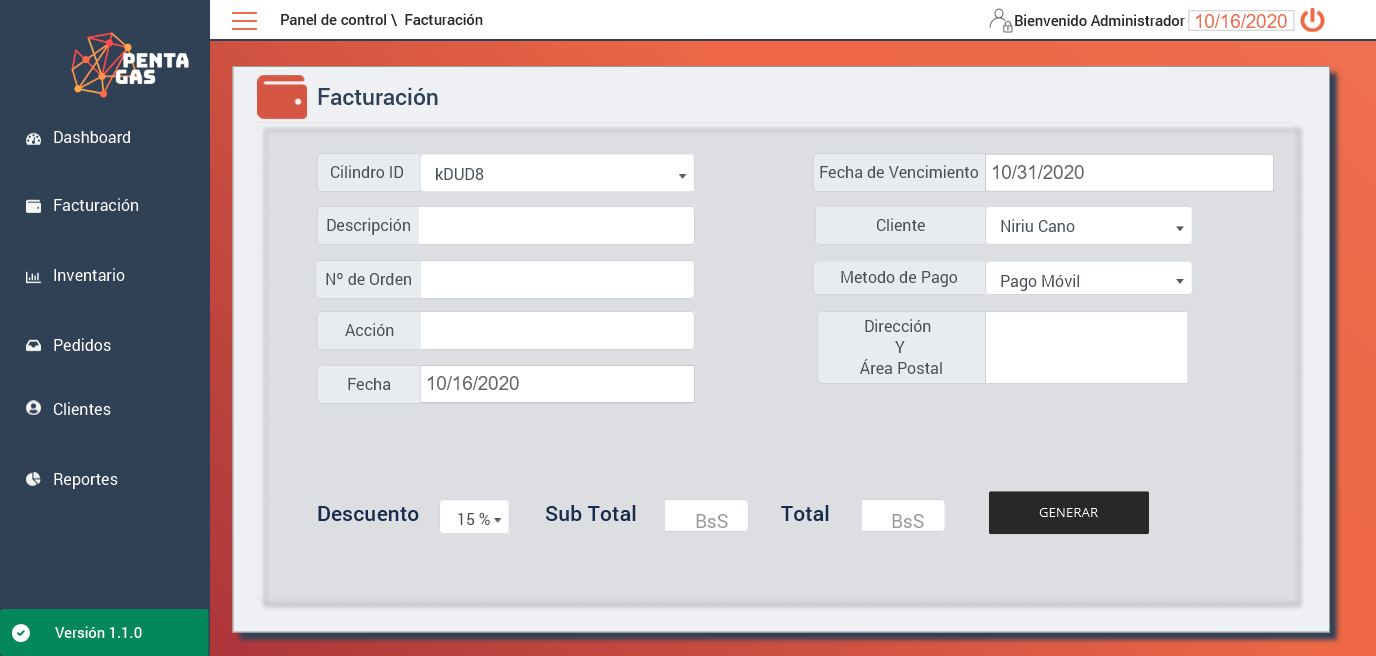 Panel de control \ Facturación
Bienvenido Administrador 10/16/2020
PENTA
GAS
Dashboard
Facturación
Inventario
Pedidos
Clientes
Reportes
Versión 1.1.0
Facturación
Cilindro ID kDUD8
Descripción
Nº de Orden
Acción
Fecha 10/16/2020
Fecha de Vencimiento 10/31/2020
Cliente Niriu Cano
Metodo de Pago Pago Móvil
Dirección
Y
Área Postal
Descuento 15 % Sub Total BsS Total BsS GENERAR